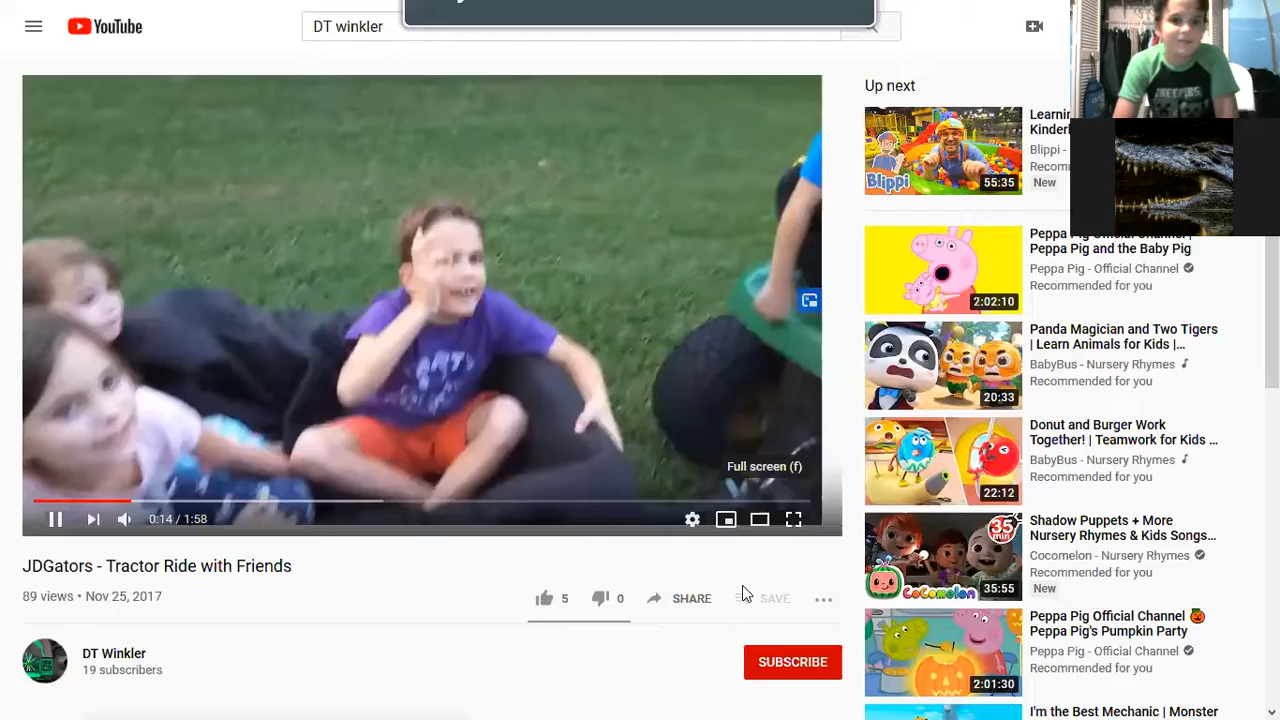 YouTube
DT winkler
Up next
Learn
Kinder
Blippi -
Recom
New
BLiPPi
55:35
Peppa Pig and the Baby Pig
Peppa Pig - Official Channel
Recommended for you
2:02:10
Panda Magician and Two Tigers
| Learn Animals for Kids |...
BabyBus - Nursery Rhymes
Recommended for you
20:33
Donut and Burger Work
Together! | Teamwork for Kids ...
BabyBus - Nursery Rhymes
Recommended for you
22:12
Shadow Puppets + More
Nursery Rhymes & Kids Songs...
Cocomelon - Nursery Rhymes
Recommended for you
New
35 min
CoComeLon
35:55
Peppa Pig Official Channel 🎃
Peppa Pig's Pumpkin Party
Peppa Pig - Official Channel
Recommended for you
2:01:30
I'm the Best Mechanic | Monster
Full screen (f)
0:14 / 1:58
JDGators - Tractor Ride with Friends
89 views • Nov 25, 2017
5
0
SHARE
SAVE
DT Winkler
19 subscribers
SUBSCRIBE